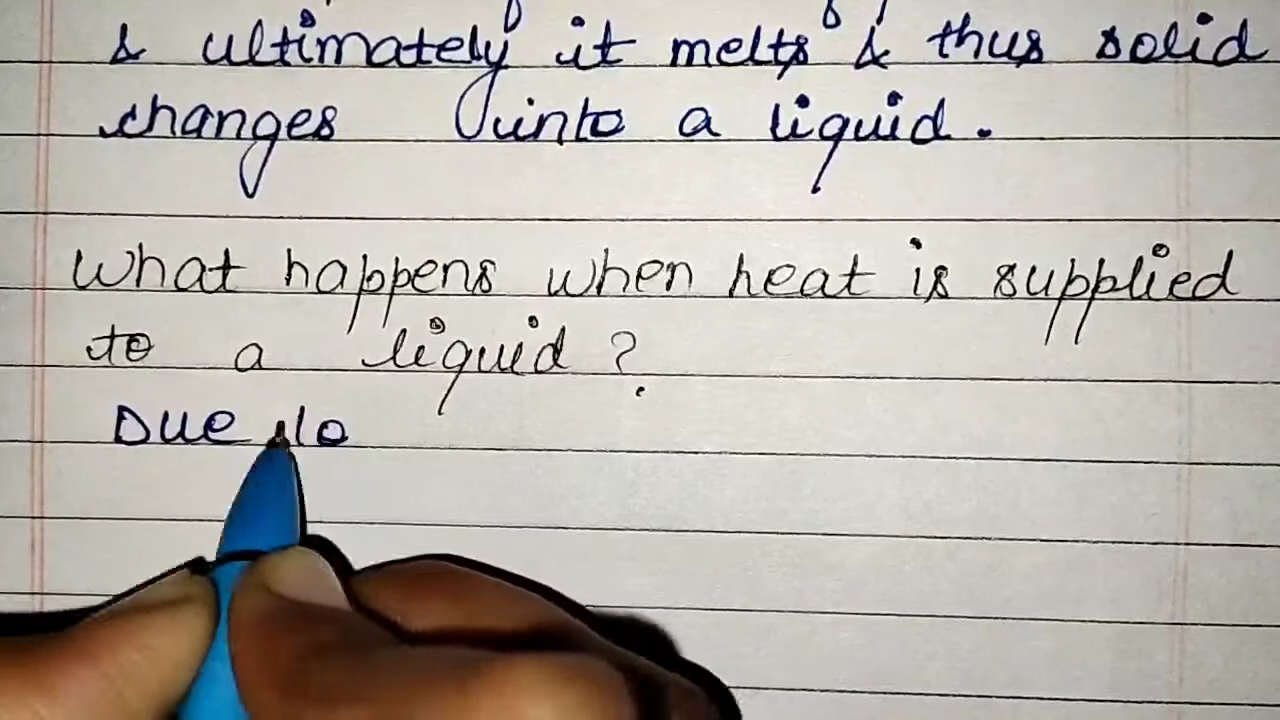 & ultimately it melts & thus solid
changes into a liquid.
What happens when heat is supplied
to a liquid?
Due to